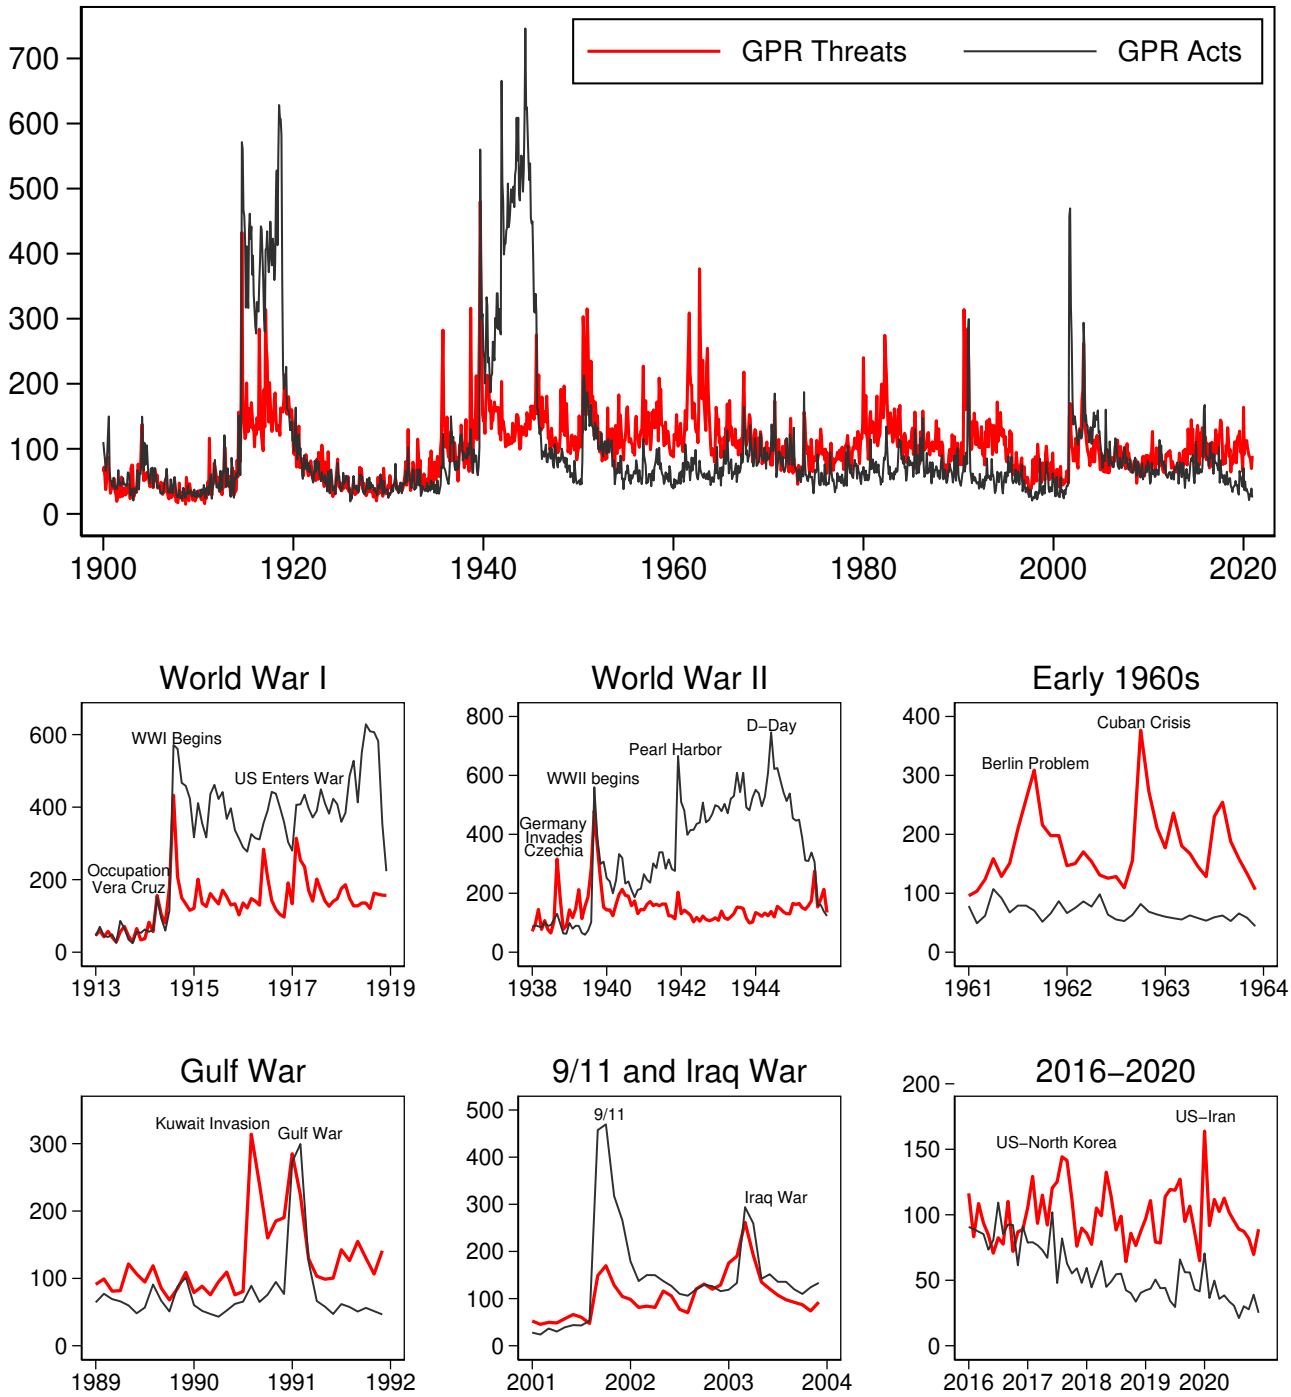 GPR Threats GPR Acts
700
600
500
400
300
200
100
0
1900 1920 1940 1960 1980 2000 2020
World War I
WWI Begins
US Enters War
Occupation
Vera Cruz
600
400
200
0
1913 1915 1917 1919
World War II
D−Day
Pearl Harbor
WWII begins
Germany
Invades
Czechia
800
600
400
200
0
1938 1940 1942 1944
Early 1960s
Cuban Crisis
Berlin Problem
400
300
200
100
0
1961 1962 1963 1964
Gulf War
Kuwait Invasion
Gulf War
300
200
100
0
1989 1990 1991 1992
9/11 and Iraq War
9/11
Iraq War
500
400
300
200
100
0
2001 2002 2003 2004
2016−2020
US−Iran
US−North Korea
200
150
100
50
0
2016 2017 2018 2019 2020